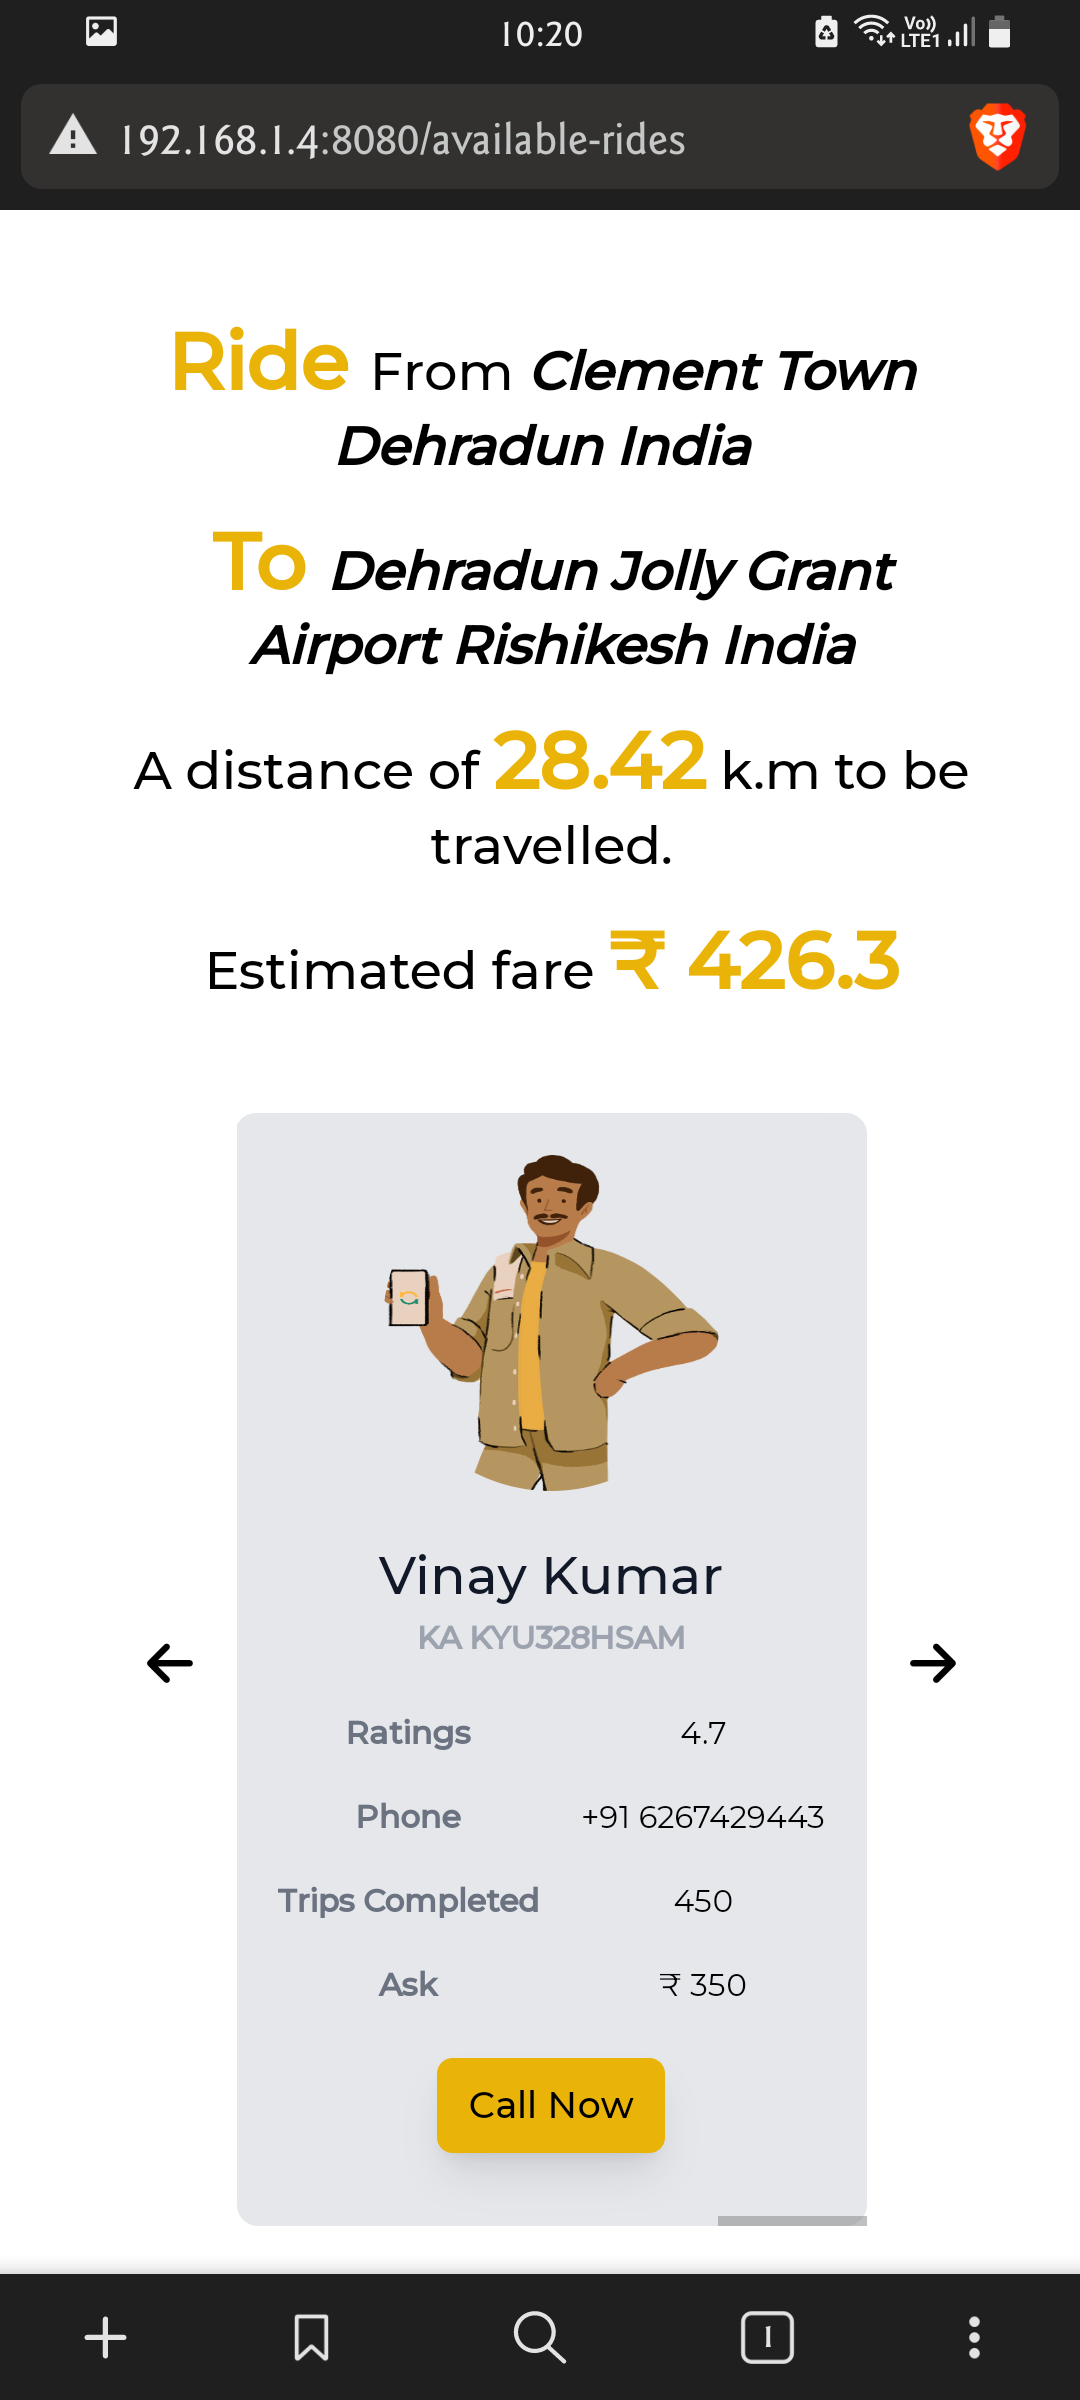 10:20
Vo))
LTE1
192.168.1.4:8080/available-rides
Ride From Clement Town
Dehradun India
To Dehradun Jolly Grant
Airport Rishikesh India
A distance of 28.42 k.m to be
travelled.
Estimated fare ₹ 426.3
Vinay Kumar
KA KYU328HSAM
Ratings 4.7
Phone +91 6267429443
Trips Completed 450
Ask ₹ 350
Call Now
1